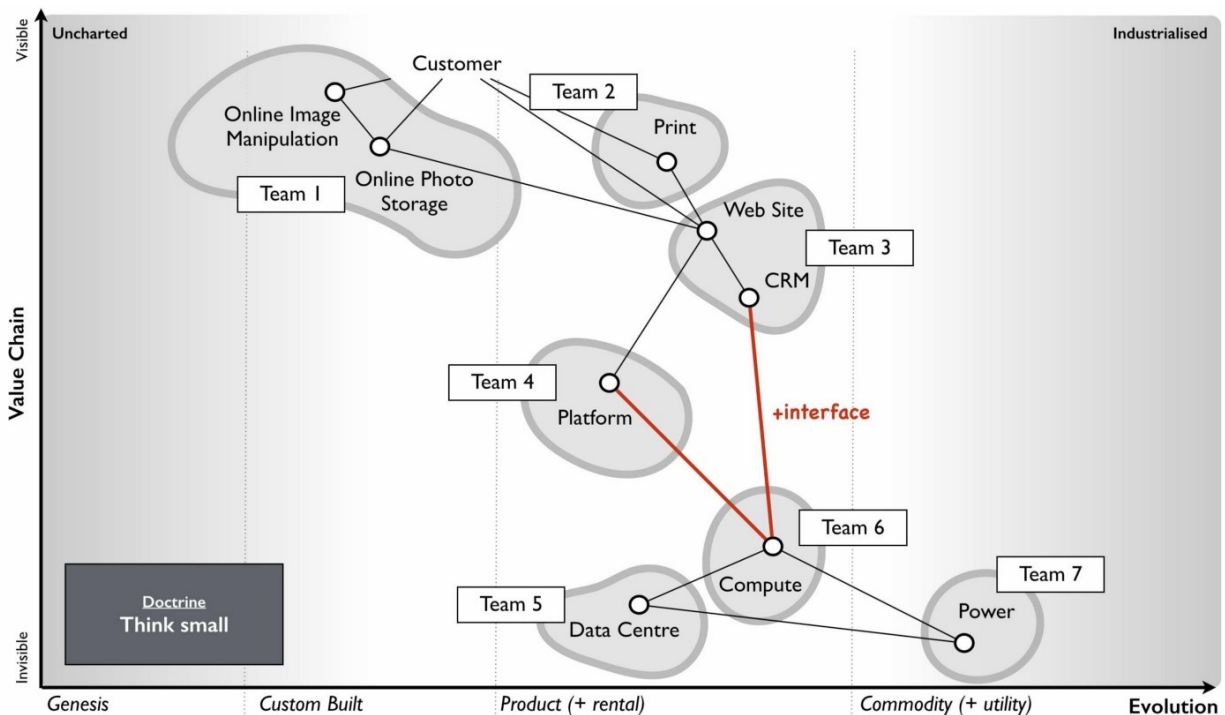 Visible
Uncharted
Industrialised
Customer
Team 2
Online Image
Manipulation
Print
Team 1
Online Photo
Storage
Web Site
Team 3
CRM
Value Chain
Team 4
Platform
+interface
Team 6
Compute
Team 7
Doctrine
Think small
Team 5
Data Centre
Power
Invisible
Genesis
Custom Built
Product (+ rental)
Commodity (+ utility)
Evolution